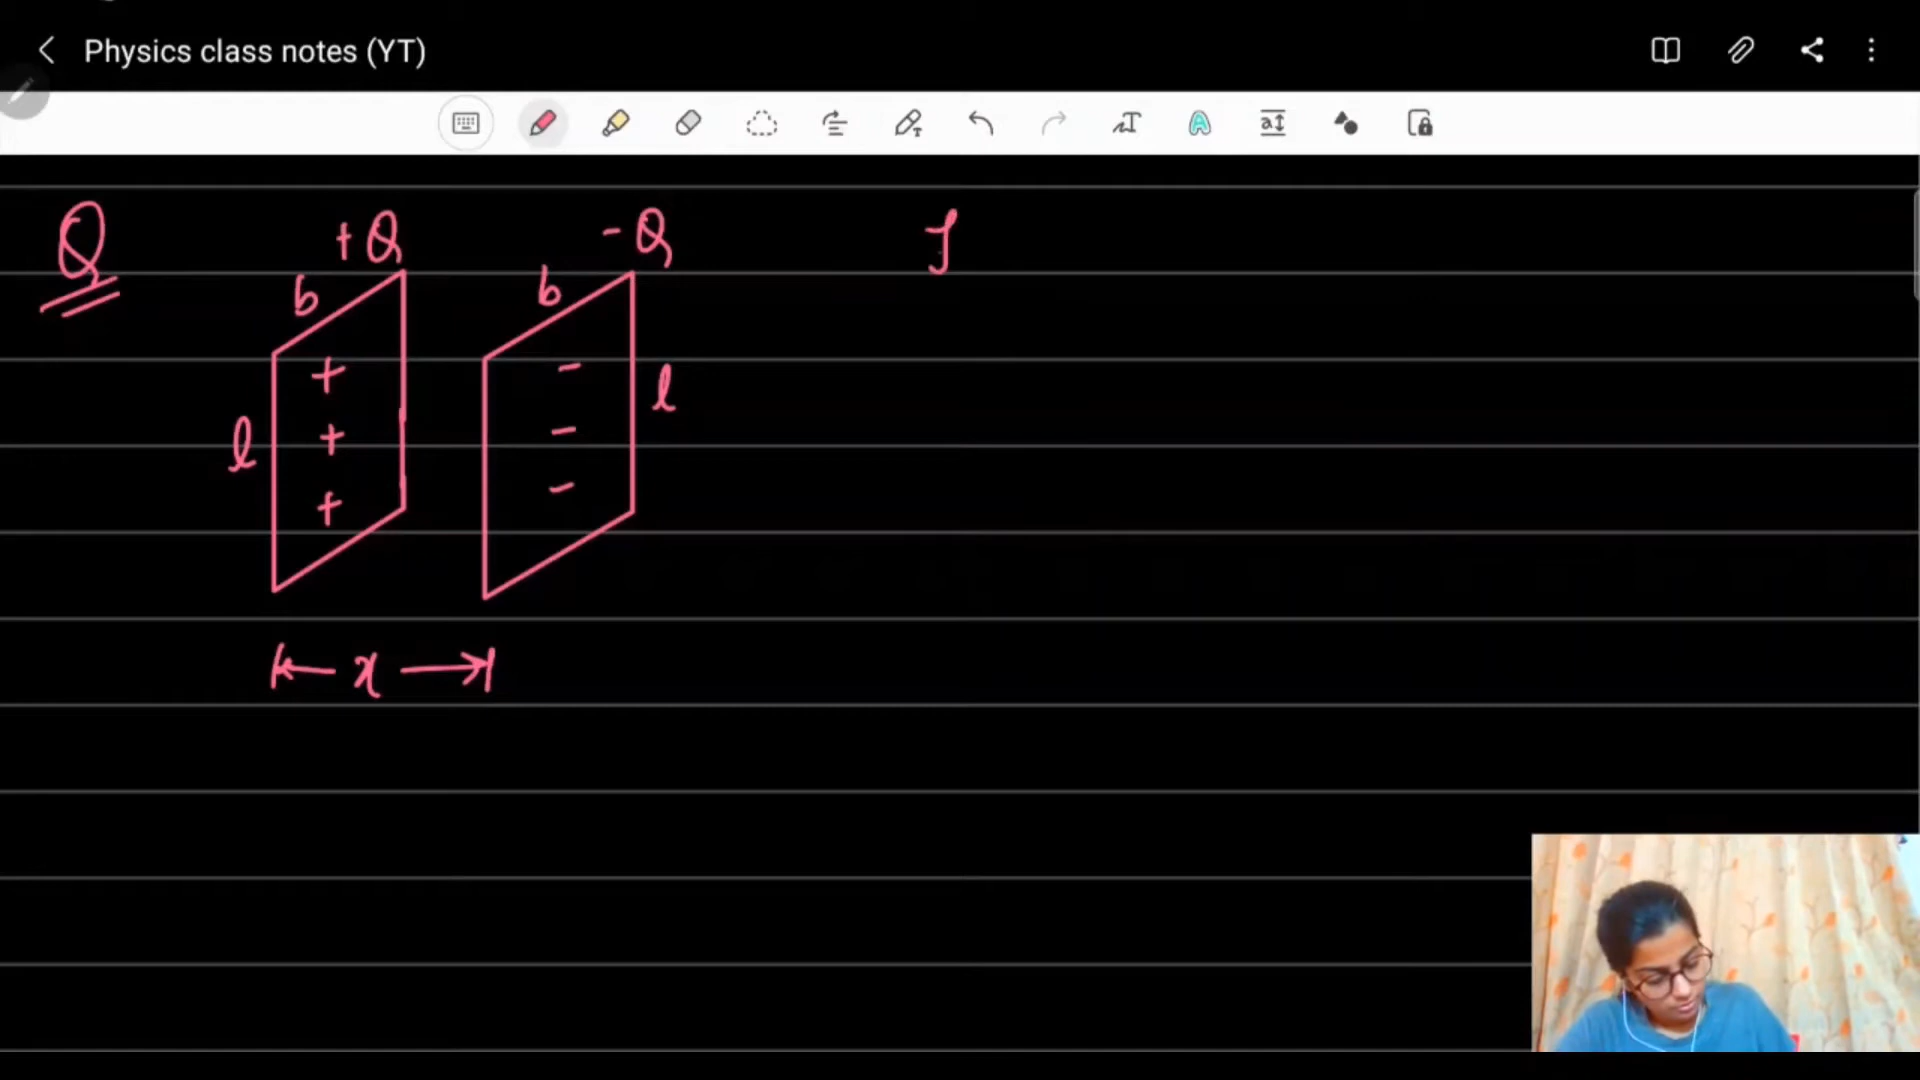 Physics class notes (YT)
Q +Q -Q
b b
+ -
l + - l
+ -
x